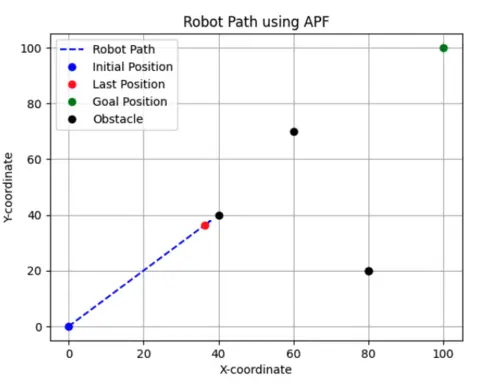 Robot Path using APF
Robot Path
Initial Position
Last Position
Goal Position
Obstacle
Y-coordinate
100
80
60
40
20
0
0 20 40 60 80 100
X-coordinate